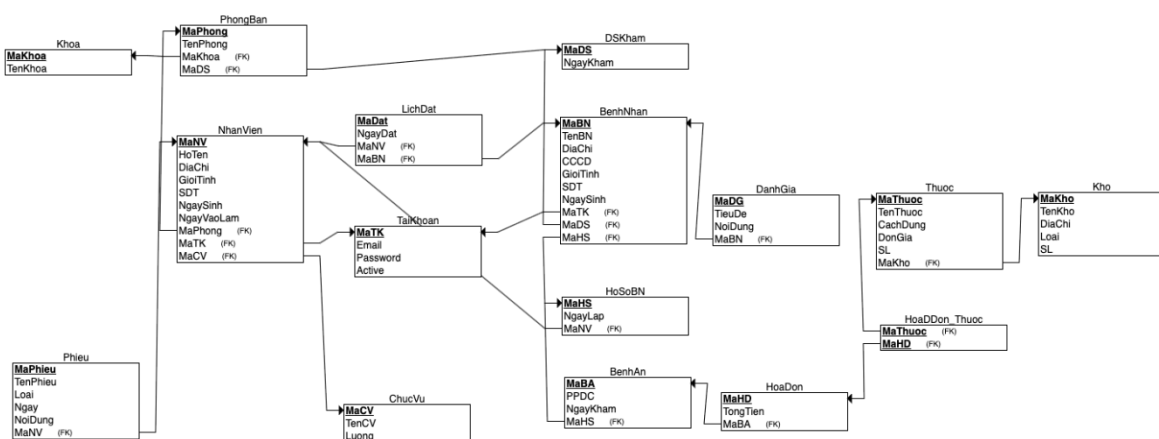 PhongBan
MaPhong
TenPhong
MaKhoa (FK)
MaDS (FK)
Khoa
MaKhoa
TenKhoa
DSKham
MaDS
NgayKham
LichDat
MaDat
NgayDat
MaNV (FK)
MaBN (FK)
BenhNhan
MaBN
TenBN
DiaChi
CCCD
GioiTinh
SDT
NgaySinh
MaTK (FK)
MaDS (FK)
MaHS (FK)
NhanVien
MaNV
HoTen
DiaChi
GioiTinh
SDT
NgaySinh
NgayVaoLam
MaPhong (FK)
MaTK (FK)
MaCV (FK)
DanhGia
MaDG
TieuDe
NoiDung
MaBN (FK)
Thuoc
MaThuoc
TenThuoc
CachDung
DonGia
SL
MaKho (FK)
Kho
MaKho
TenKho
DiaChi
Loai
SL
TaiKhoan
MaTK
Email
Password
Active
HoSoBN
MaHS
NgayLap
MaNV (FK)
HoaDDon_Thuoc
MaThuoc (FK)
MaHD (FK)
Phieu
MaPhieu
TenPhieu
Loai
Ngay
NoiDung
MaNV (FK)
ChucVu
MaCV
TenCV
Luong
BenhAn
MaBA
PPDC
NgayKham
MaHS (FK)
HoaDon
MaHD
TongTien
MaBA (FK)